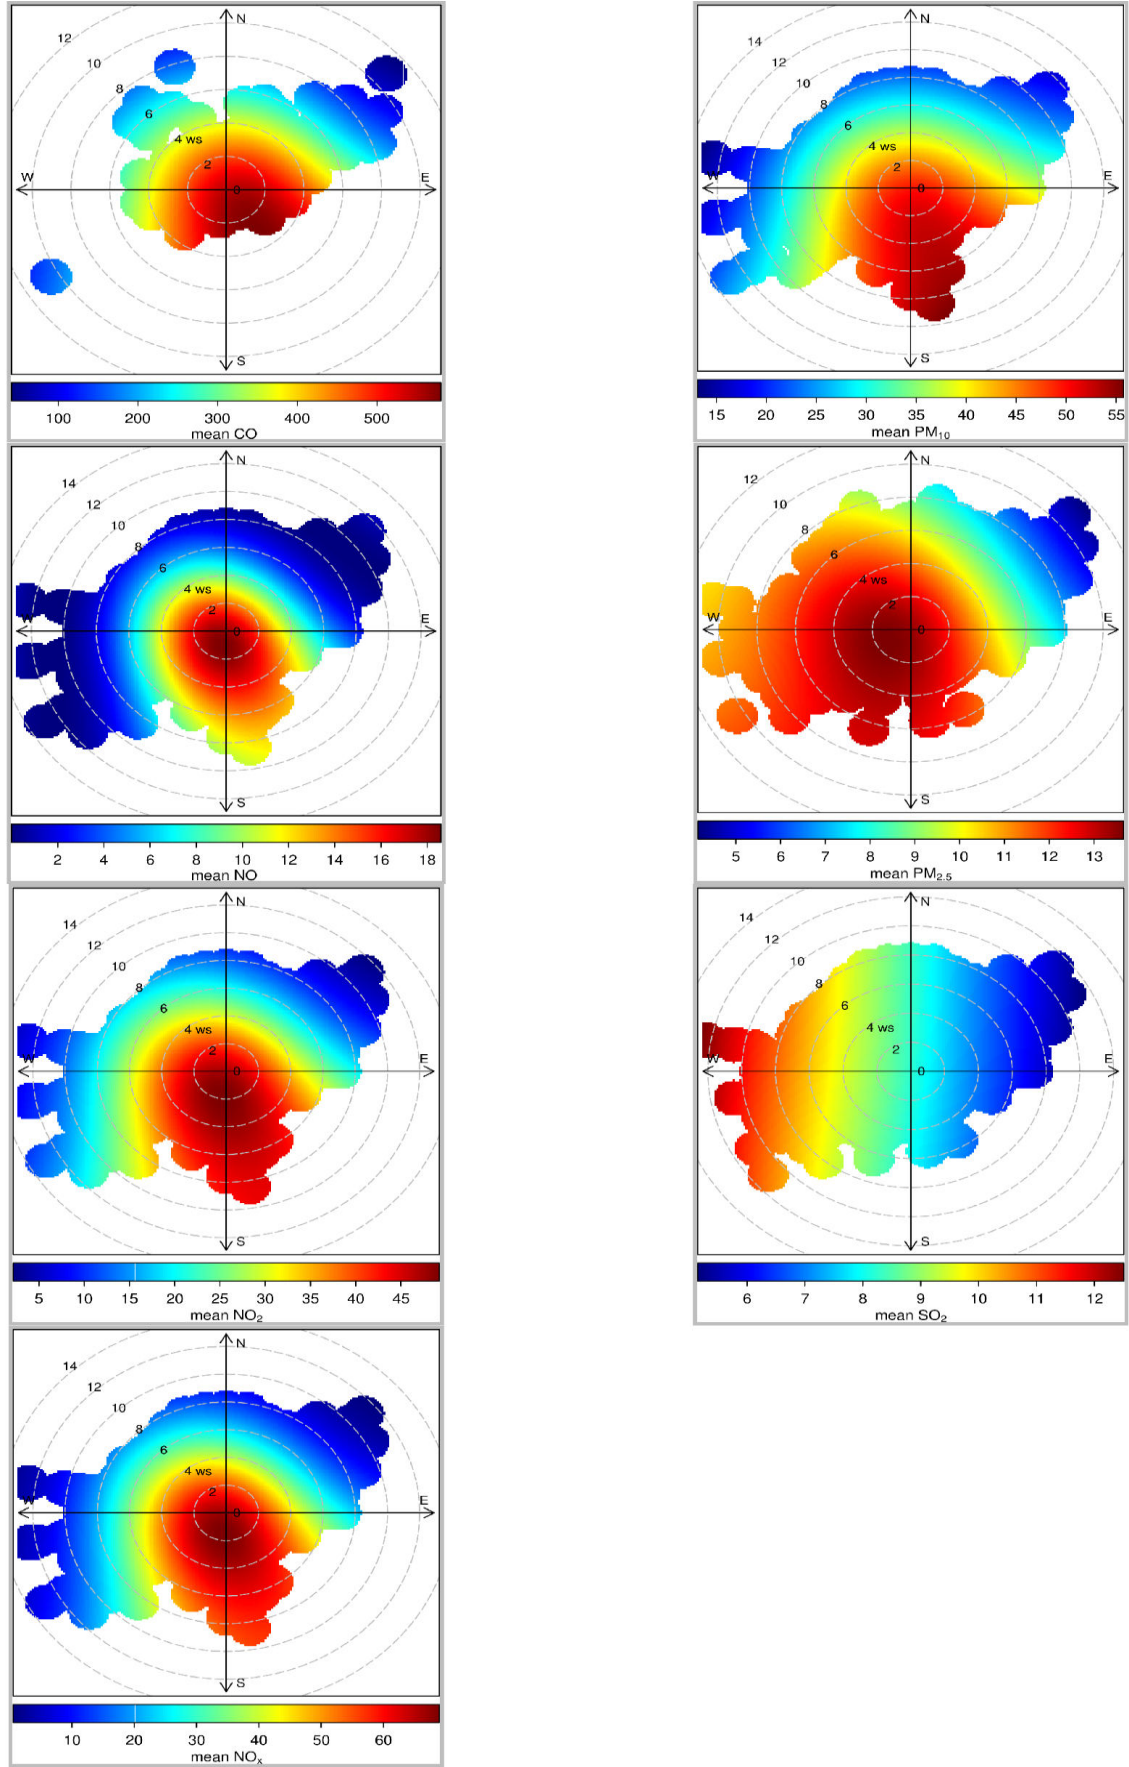 N
12
10
8
6
4 ws
2
0
W
E
S
100 200 300 400 500
mean CO
N
14
12
10
8
6
4 ws
2
0
W
E
S
15 20 25 30 35 40 45 50 55
mean PM₁₀
N
14
12
10
8
6
4 ws
2
0
W
E
S
2 4 6 8 10 12 14 16 18
mean NO
N
12
10
8
6
4 ws
2
0
W
E
S
5 6 7 8 9 10 11 12 13
mean PM₂.₅
N
14
12
10
8
6
4 ws
2
0
W
E
S
5 10 15 20 25 30 35 40 45
mean NO₂
N
14
12
10
8
6
4 ws
2
0
W
E
S
6 7 8 9 10 11 12
mean SO₂
N
14
12
10
8
6
4 ws
2
0
W
E
S
10 20 30 40 50 60
mean NOₓ